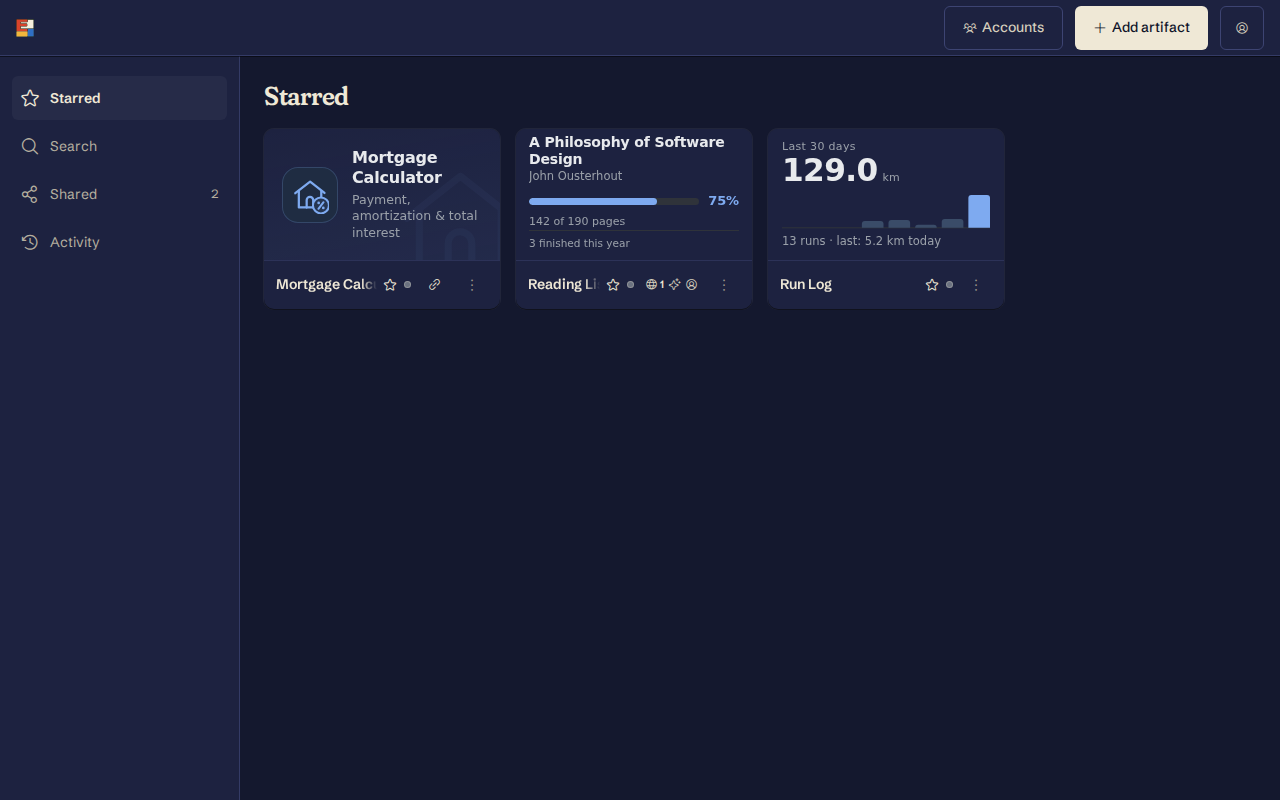 Accounts
Add artifact
Starred
Search
Shared 2
Activity
Starred
Mortgage
Calculator
Payment,
amortization & total
interest
Mortgage Calc
A Philosophy of Software
Design
John Ousterhout
75%
142 of 190 pages
3 finished this year
Reading Li
1
Last 30 days
129.0 km
13 runs · last: 5.2 km today
Run Log